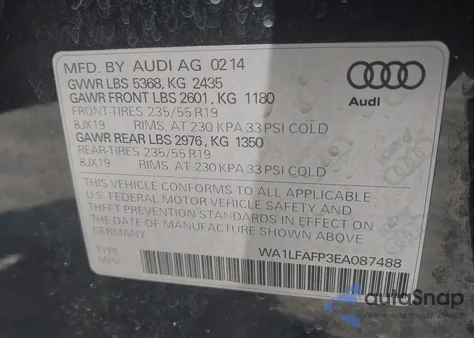 MFD. BY AUDI AG 02 14
GVWR LBS 5368, KG 2435
GAWR FRONT LBS 2601, KG 1180
FRONT-TIRES 235/55 R19
8JX19 RIMS, AT 230 KPA 33 PSI COLD
GAWR REAR LBS 2976, KG 1350
REAR-TIRES 235/55 R19
8JX19 RIMS, AT 230 KPA 33 PSI COLD
Audi
THIS VEHICLE CONFORMS TO ALL APPLICABLE
U.S. FEDERAL MOTOR VEHICLE SAFETY AND
THEFT PREVENTION STANDARDS IN EFFECT ON
THE DATE OF MANUFACTURE SHOWN ABOVE.
TYPE:
MPV
WA1LFAFP3EA087488
autoSnap